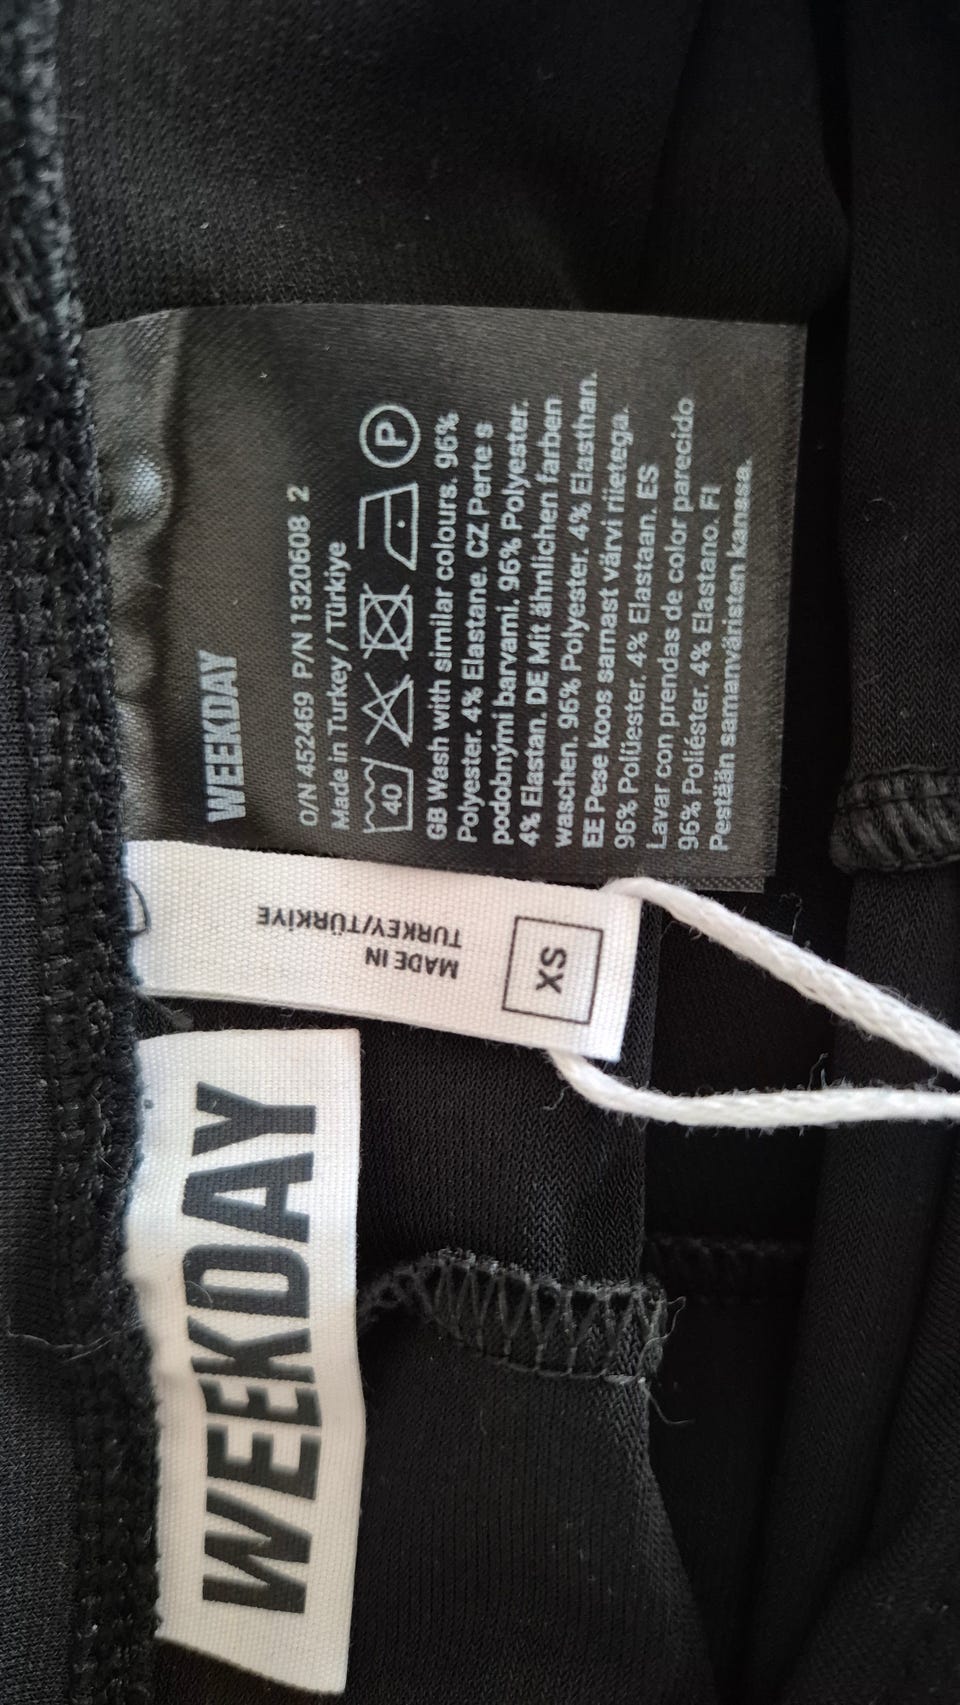 WEEKDAY
O/N 452469 P/N 1320608 2
Made in Turkey / Türkiye
40
P
GB Wash with similar colours. 96%
Polyester. 4% Elastane. CZ Perte s
podobnými barvami. 96% Polyester.
4% Elastan. DE Mit ähnlichen farben
waschen. 96% Polyester. 4% Elasthan.
EE Pese koos samast värvi riietega.
96% Polüester. 4% Elastaan. ES
Lavar con prendas de color parecido
96% Poliéster. 4% Elastano. FI
Pestään samanväristen kanssa.
MADE IN
TURKEY/TÜRKİYE
XS
WEEKDAY